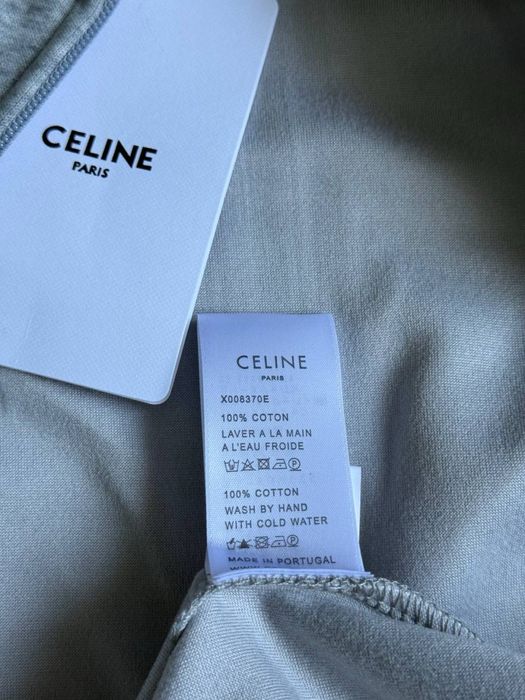 CELINE
PARIS
CELINE
PARIS
X008370E
100% COTON
LAVER A LA MAIN
A L'EAU FROIDE
100% COTTON
WASH BY HAND
WITH COLD WATER
MADE IN PORTUGAL